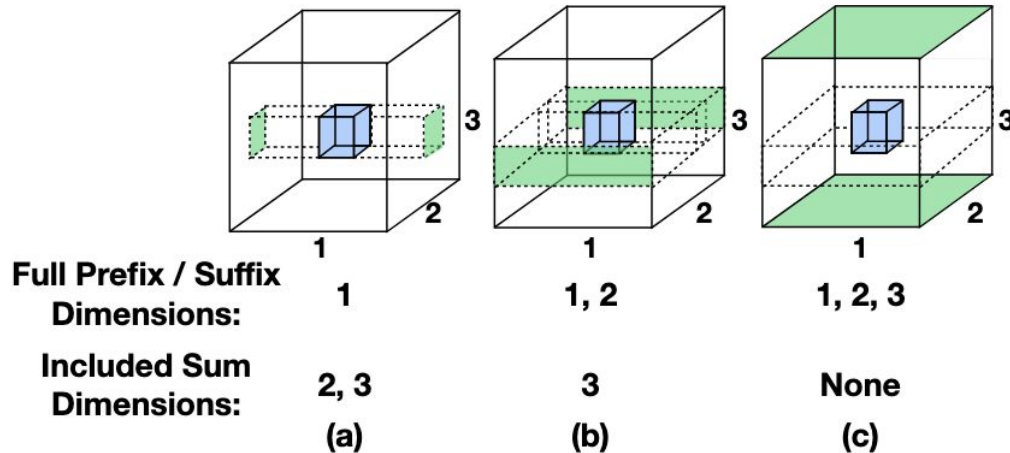 3 3 3
2 2 2
1 1 1
Full Prefix / Suffix
Dimensions: 1 1, 2 1, 2, 3
Included Sum
Dimensions: 2, 3 3 None
(a) (b) (c)